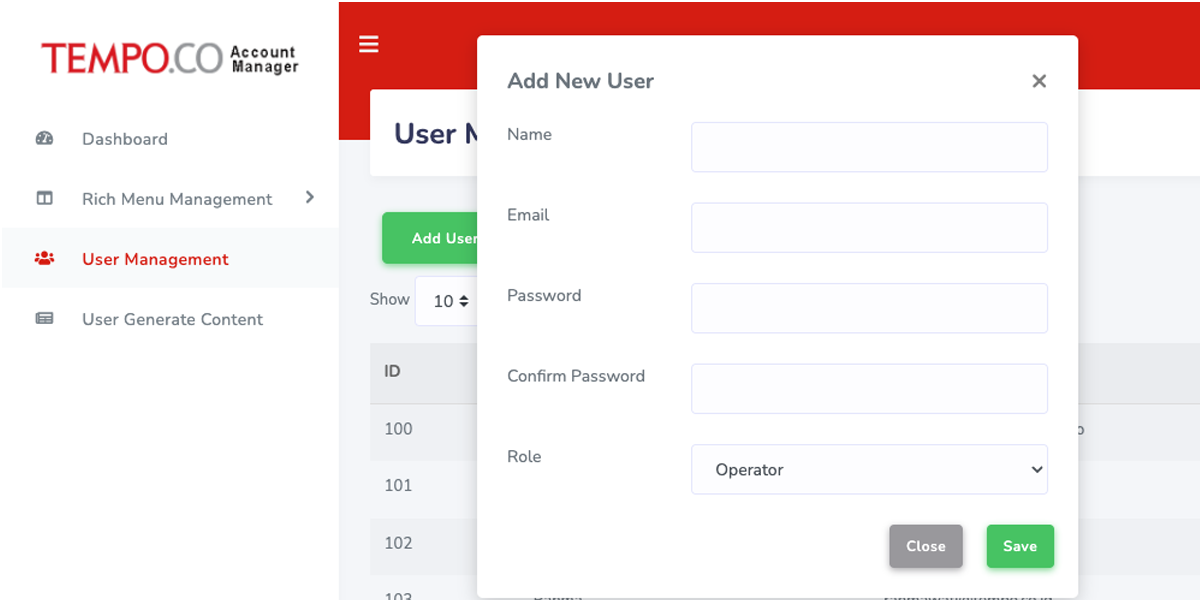 TEMPO.CO Account
Manager
Dashboard
Rich Menu Management
User Management
User Generate Content
User
Add User
Show 10
ID
100
101
102
103
Add New User
Name
Email
Password
Confirm Password
Role
Operator
Close
Save